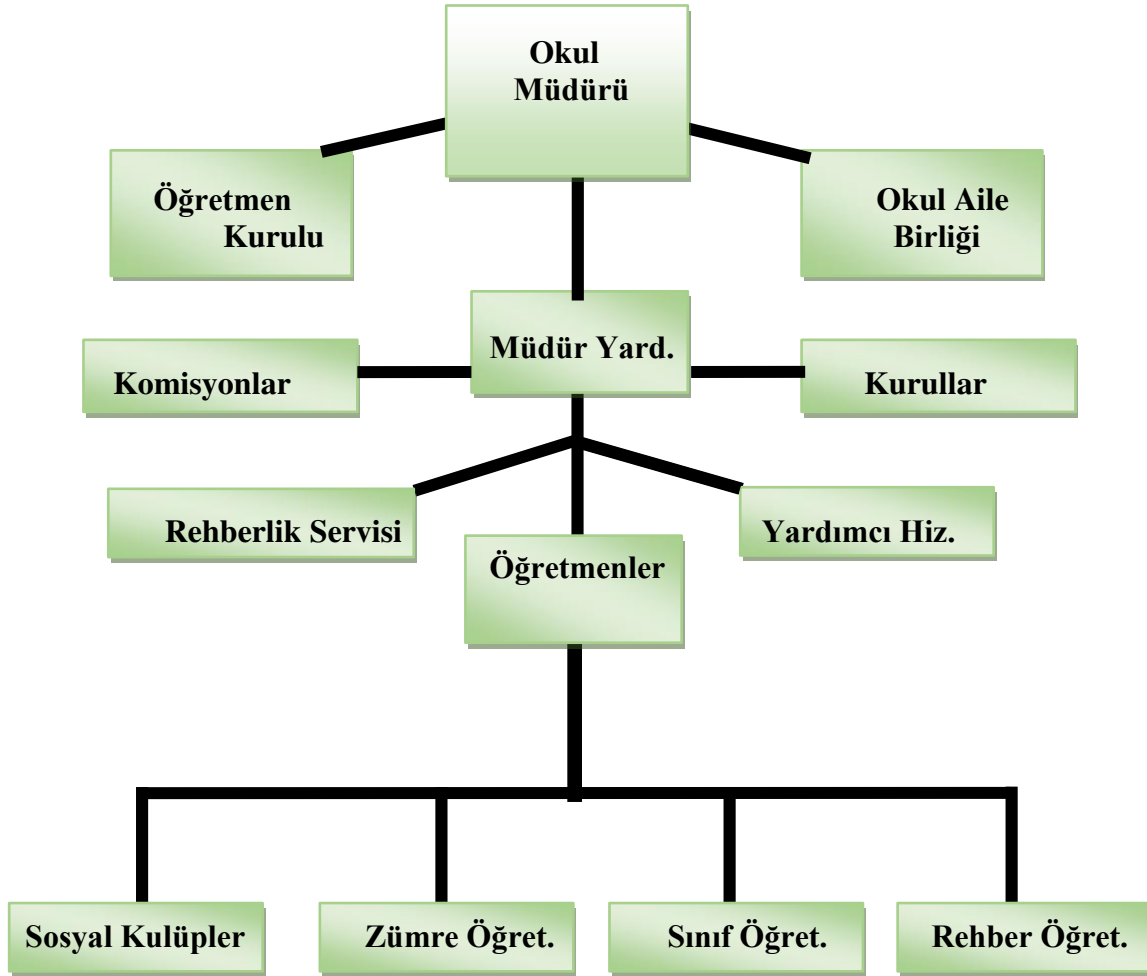 Okul
Müdürü
Öğretmen
Kurulu
Okul Aile
Birliği
Müdür Yard.
Komisyonlar
Kurullar
Rehberlik Servisi
Yardımcı Hiz.
Öğretmenler
Sosyal Kulüpler
Zümre Öğret.
Sınıf Öğret.
Rehber Öğret.